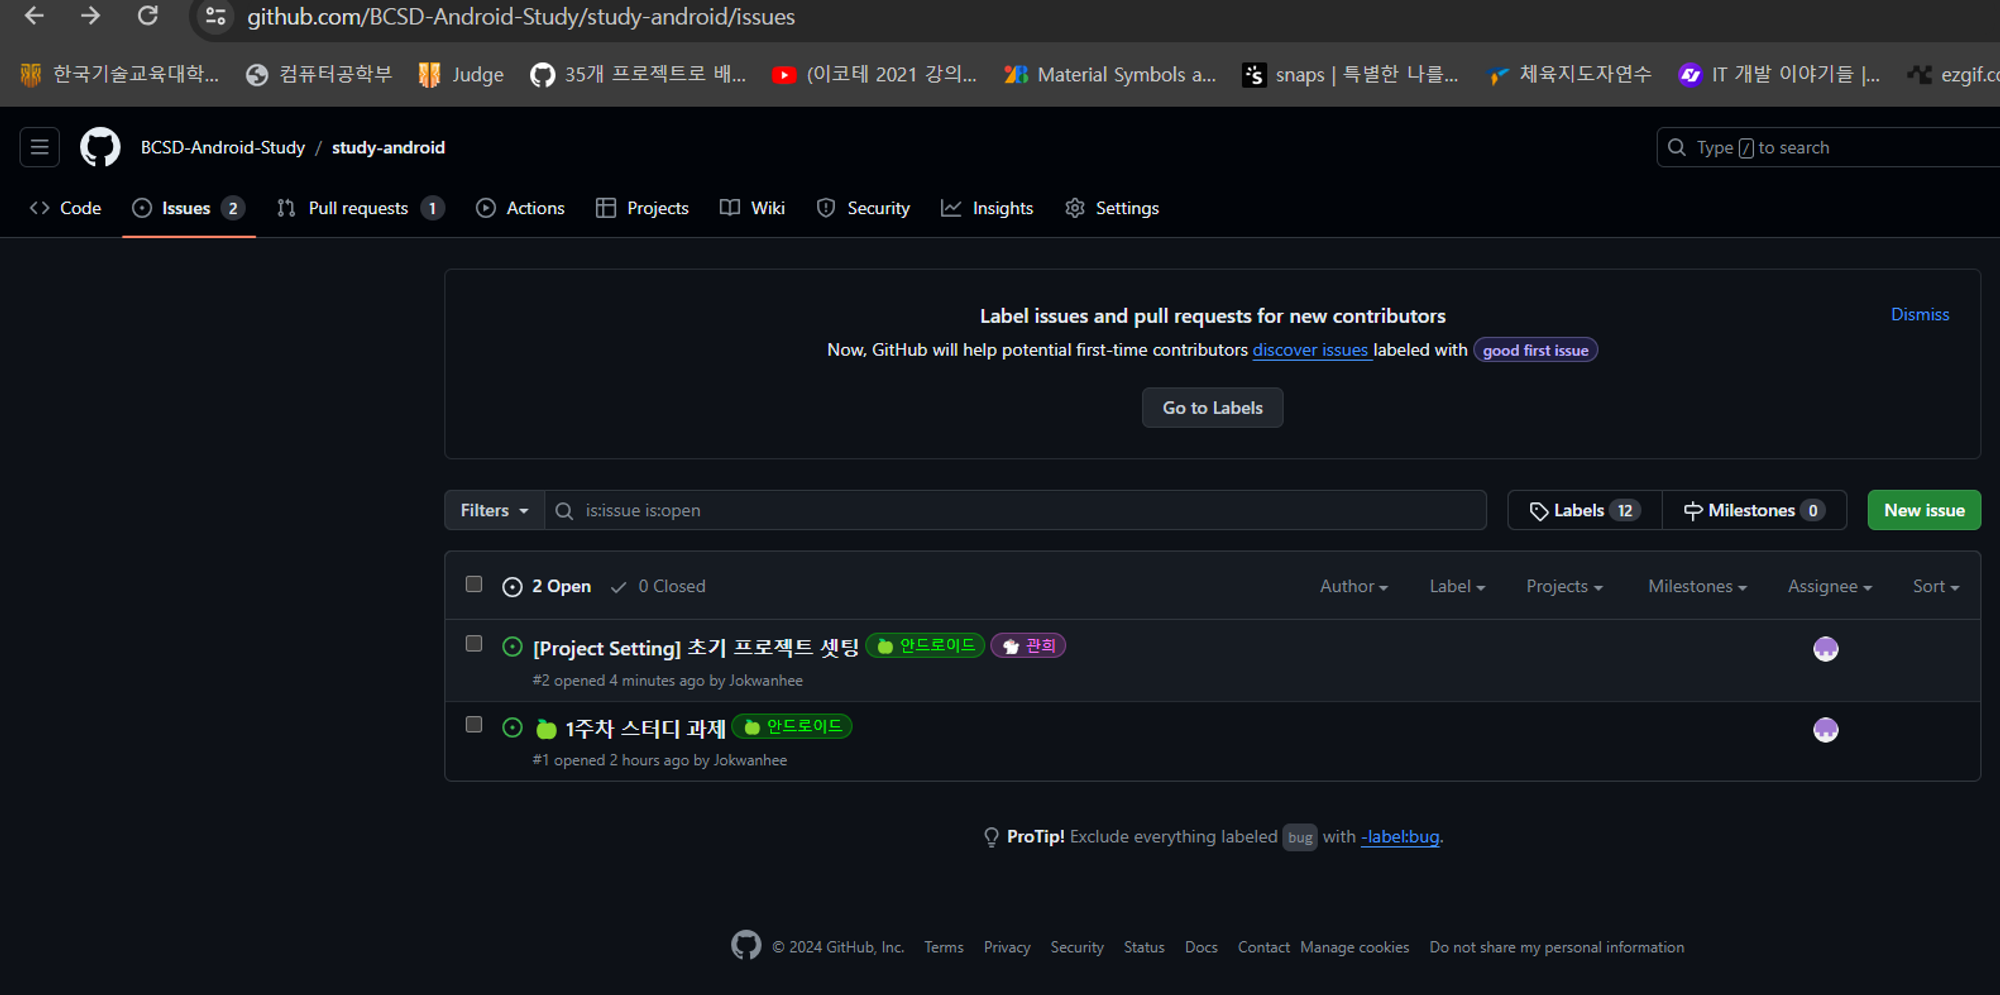 github.com/BCSD-Android-Study/study-android/issues
한국기술교육대학... 컴퓨터공학부 Judge 35개 프로젝트로 배... (이코테 2021 강의... Material Symbols a... snaps | 특별한 나를... 체육지도자연수 IT 개발 이야기들 |... ezgif.co
BCSD-Android-Study / study-android Type / to search
Code Issues 2 Pull requests 1 Actions Projects Wiki Security Insights Settings
Label issues and pull requests for new contributors Dismiss
Now, GitHub will help potential first-time contributors discover issues labeled with good first issue
Go to Labels
Filters is:issue is:open Labels 12 Milestones 0 New issue
2 Open 0 Closed Author Label Projects Milestones Assignee Sort
[Project Setting] 초기 프로젝트 셋팅 🍏 안드로이드 🐩 관희
#2 opened 4 minutes ago by Jokwanhee
🍏 1주차 스터디 과제 🍏 안드로이드
#1 opened 2 hours ago by Jokwanhee
ProTip! Exclude everything labeled bug with -label:bug.
© 2024 GitHub, Inc. Terms Privacy Security Status Docs Contact Manage cookies Do not share my personal information